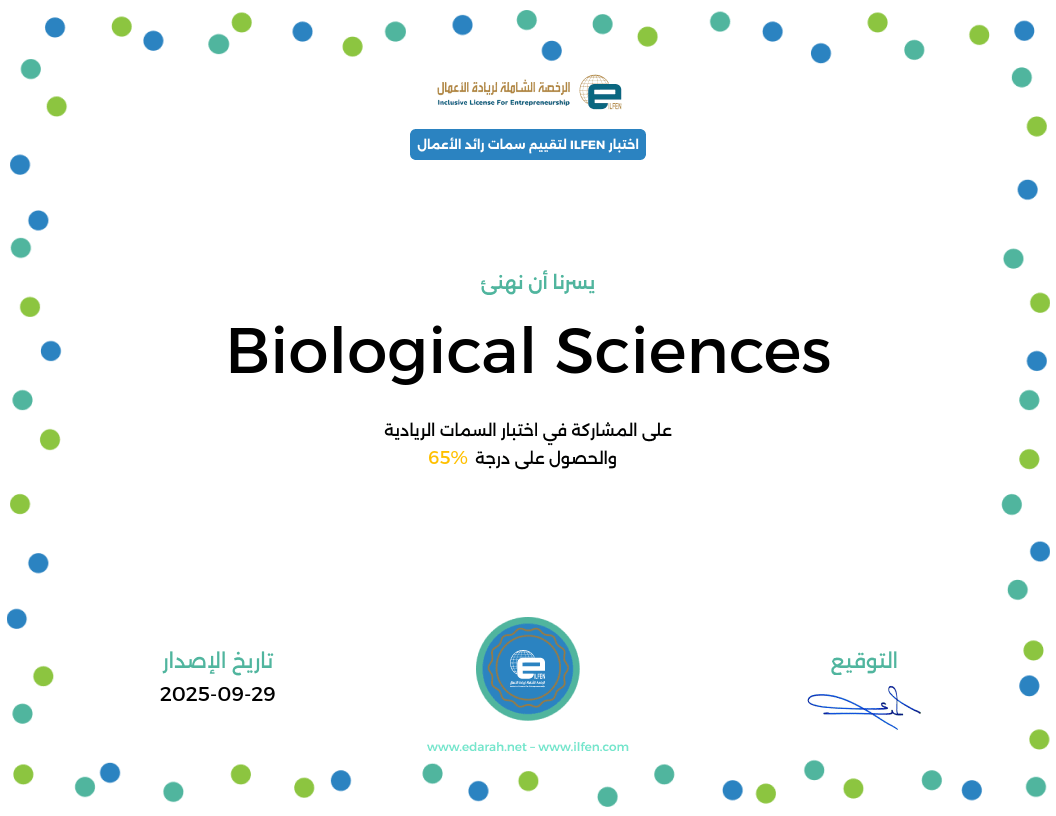 الرخصة الشاملة لريادة الأعمال
Inclusive License For Entrepreneurship
ILFEN
اختبار ILFEN لتقييم سمات رائد الأعمال
يسرنا أن نهنئ
Biological Sciences
على المشاركة في اختبار السمات الريادية
والحصول على درجة 65%
التوقيع
تاريخ الإصدار
2025-09-29
ILFEN
www.edarah.net - www.ilfen.com